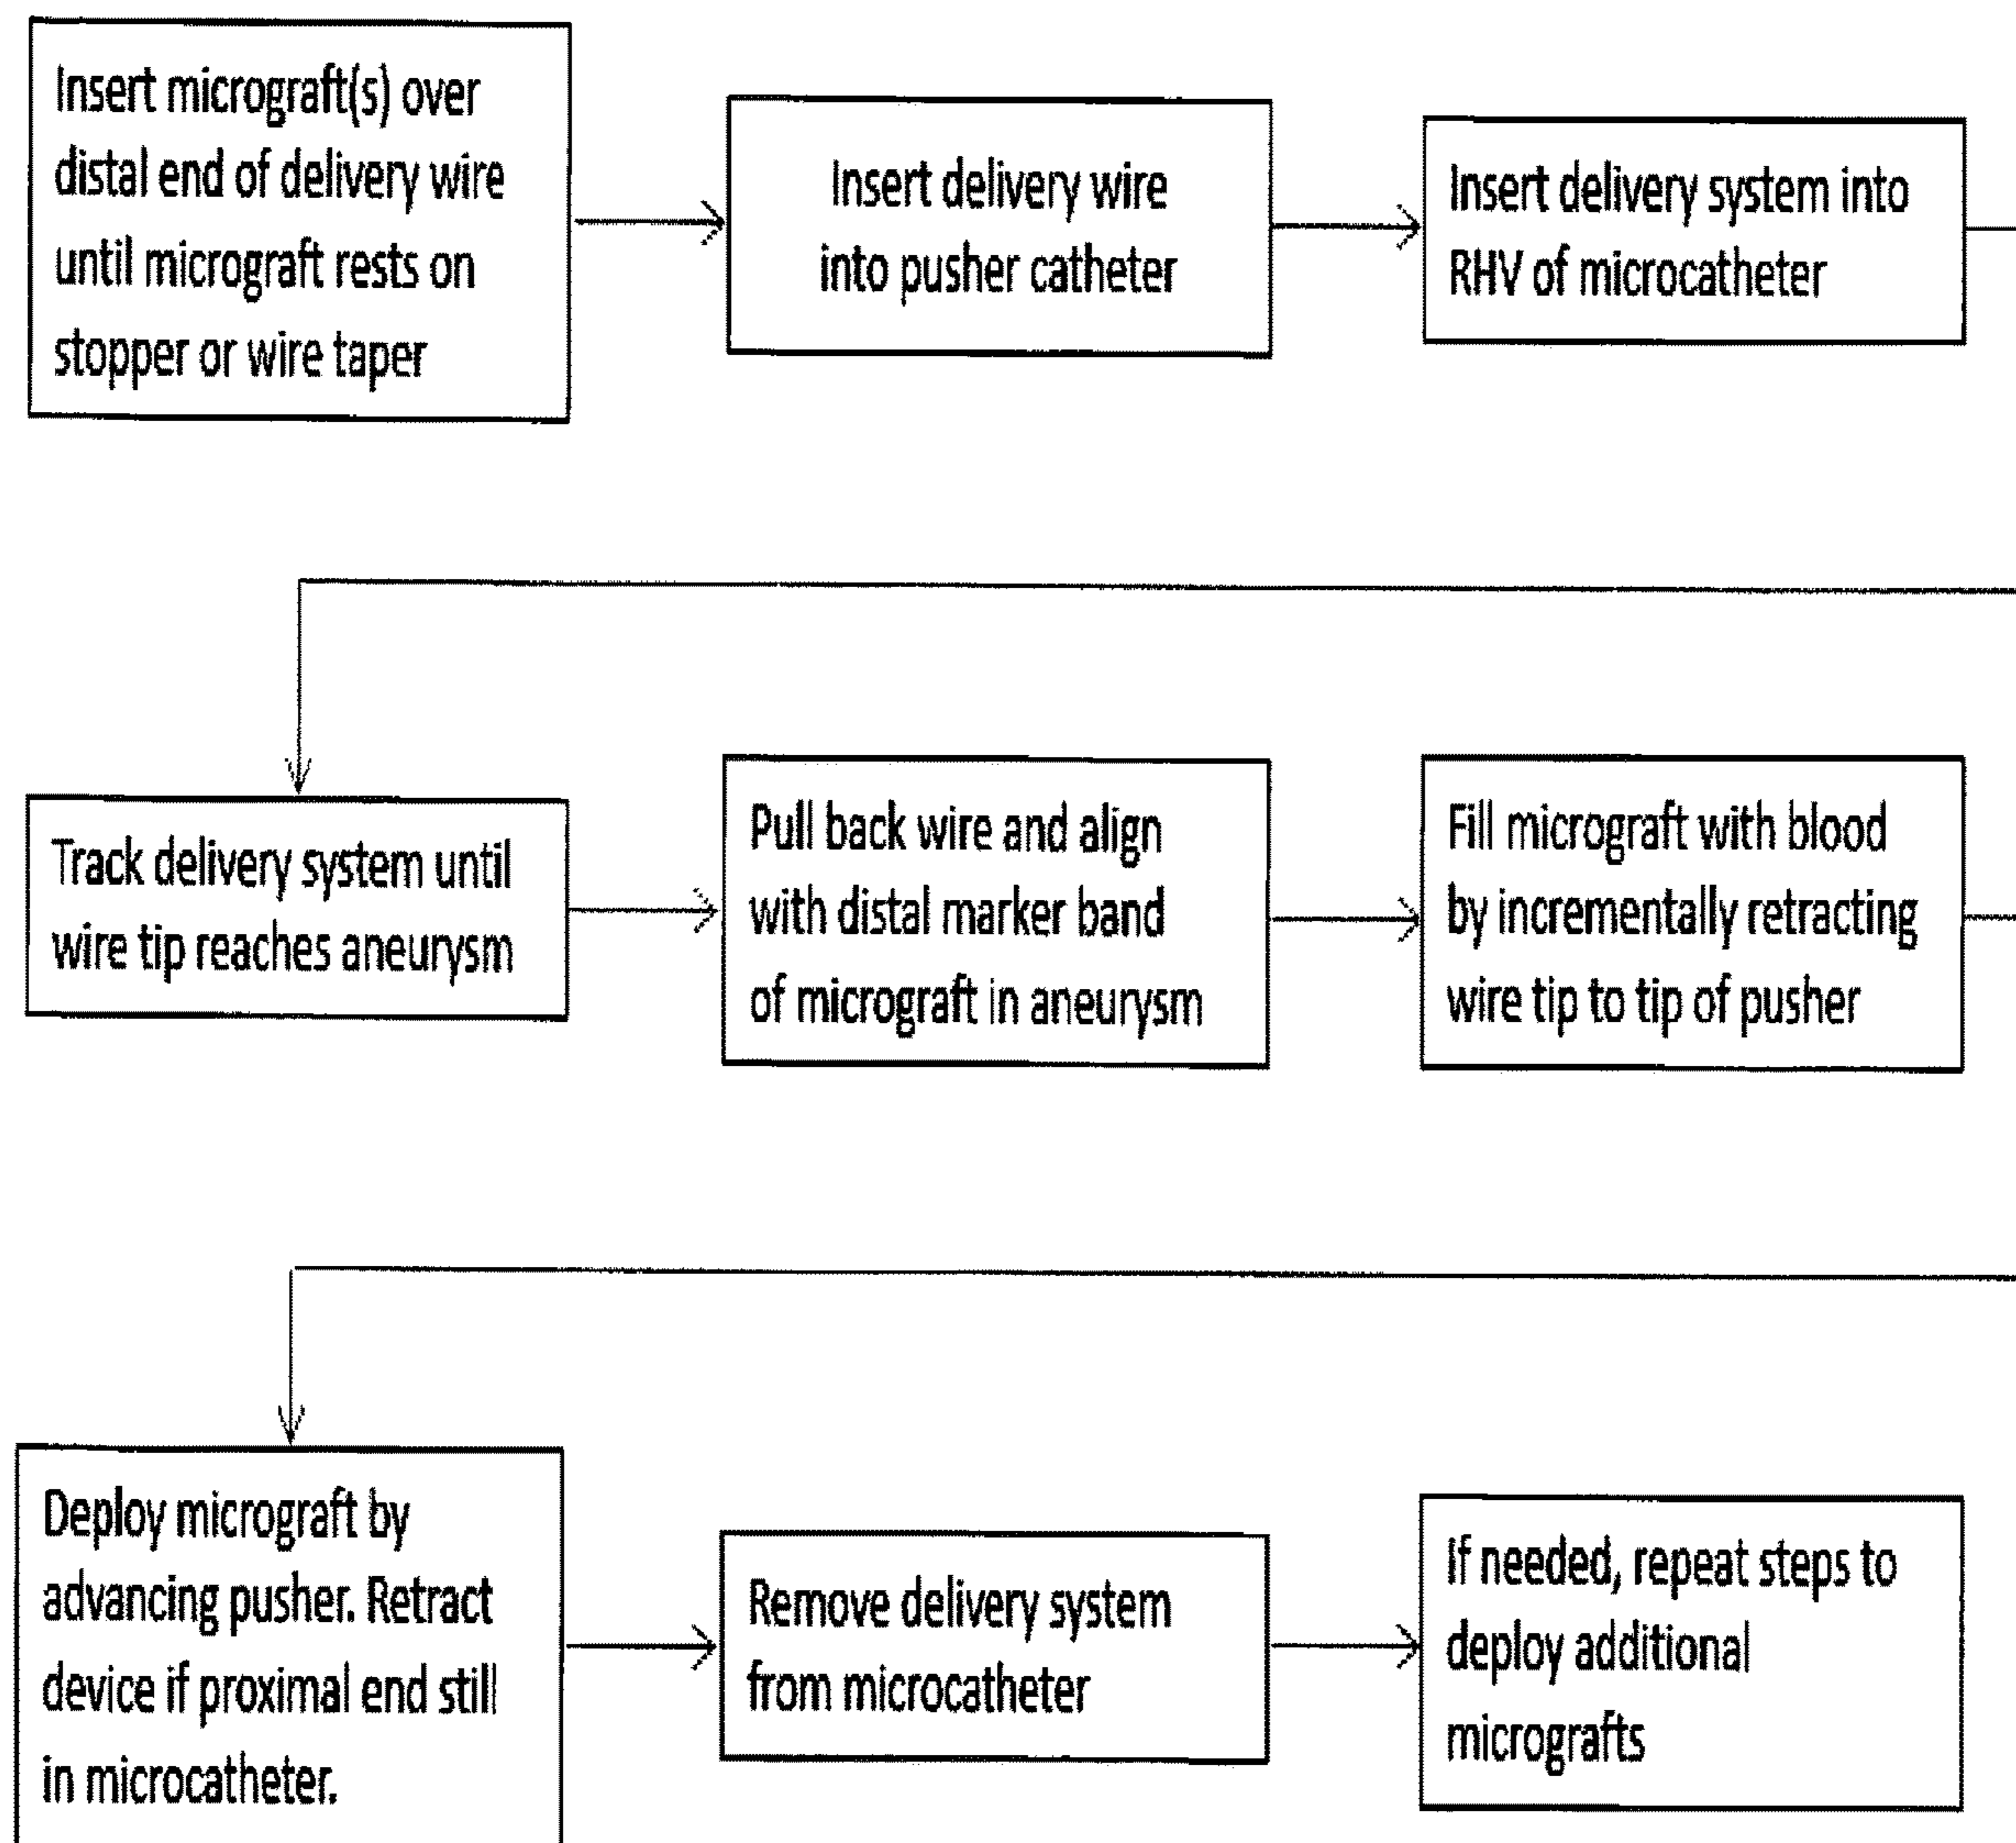 Insert micrograft(s) over
distal end of delivery wire
until micrograft rests on
stopper or wire taper
Insert delivery wire
into pusher catheter
Insert delivery system into
RHV of microcatheter
Track delivery system until
wire tip reaches aneurysm
Pull back wire and align
with distal marker band
of micrograft in aneurysm
Fill micrograft with blood
by incrementally retracting
wire tip to tip of pusher
Deploy micrograft by
advancing pusher. Retract
device if proximal end still
in microcatheter.
Remove delivery system
from microcatheter
If needed, repeat steps to
deploy additional
micrografts